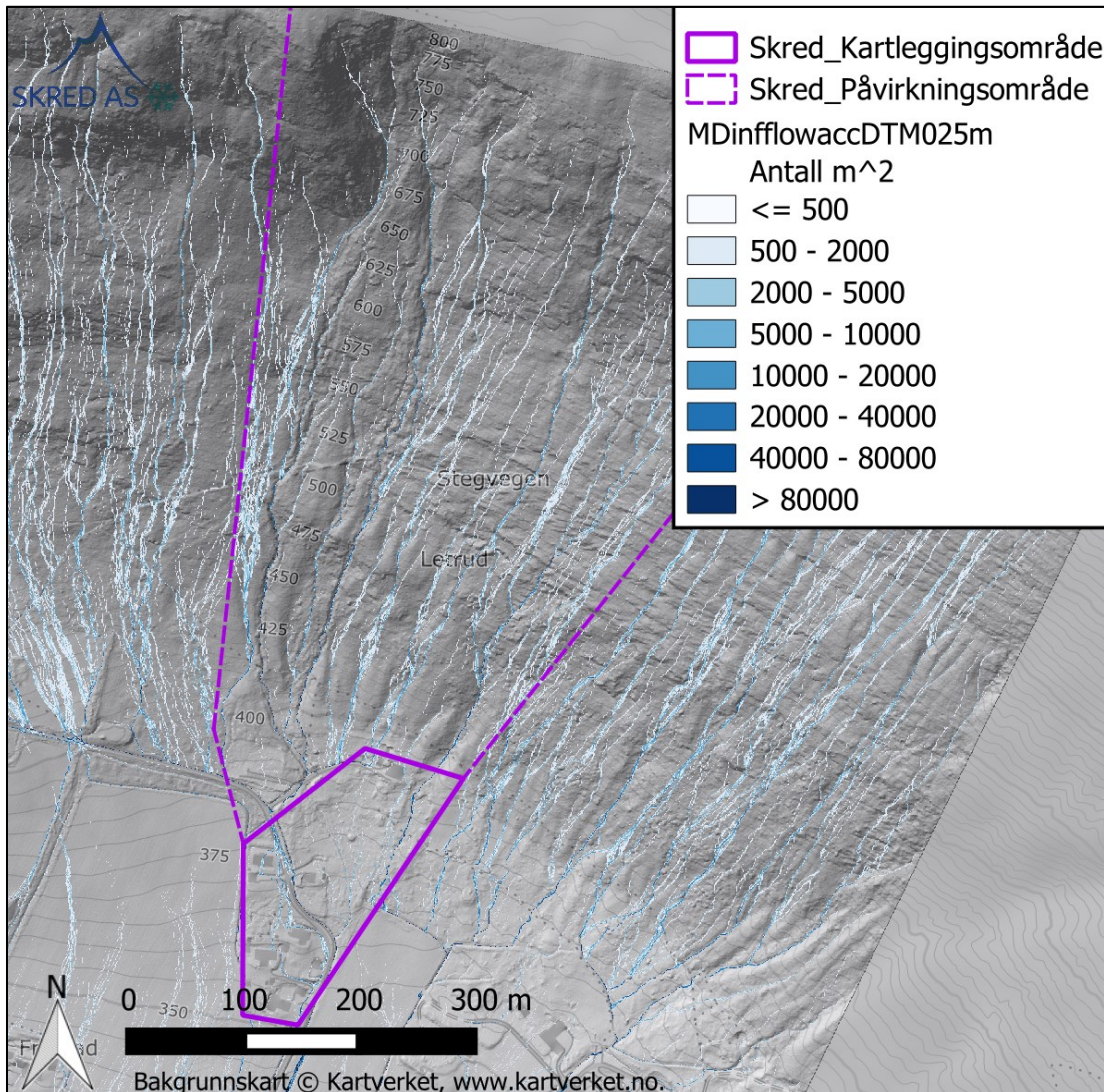 SKRED AS
Skred_Kartleggingsområde
Skred_Påvirkningsområde
MDinfflowaccDTM025m
Antall m^2
<= 500
500 - 2000
2000 - 5000
5000 - 10000
10000 - 20000
20000 - 40000
40000 - 80000
> 80000
800
775
750
725
700
675
650
625
600
575
550
525
Stegvegen
500
475
Lerrud
450
425
400
375
350
N
0 100 200 300 m
Bakgrunnskart © Kartverket, www.kartverket.no.